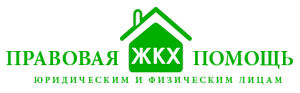 ПРАВОВАЯ ЖКХ ПОМОЩЬ
ЮРИДИЧЕСКИМ И ФИЗИЧЕСКИМ ЛИЦАМ